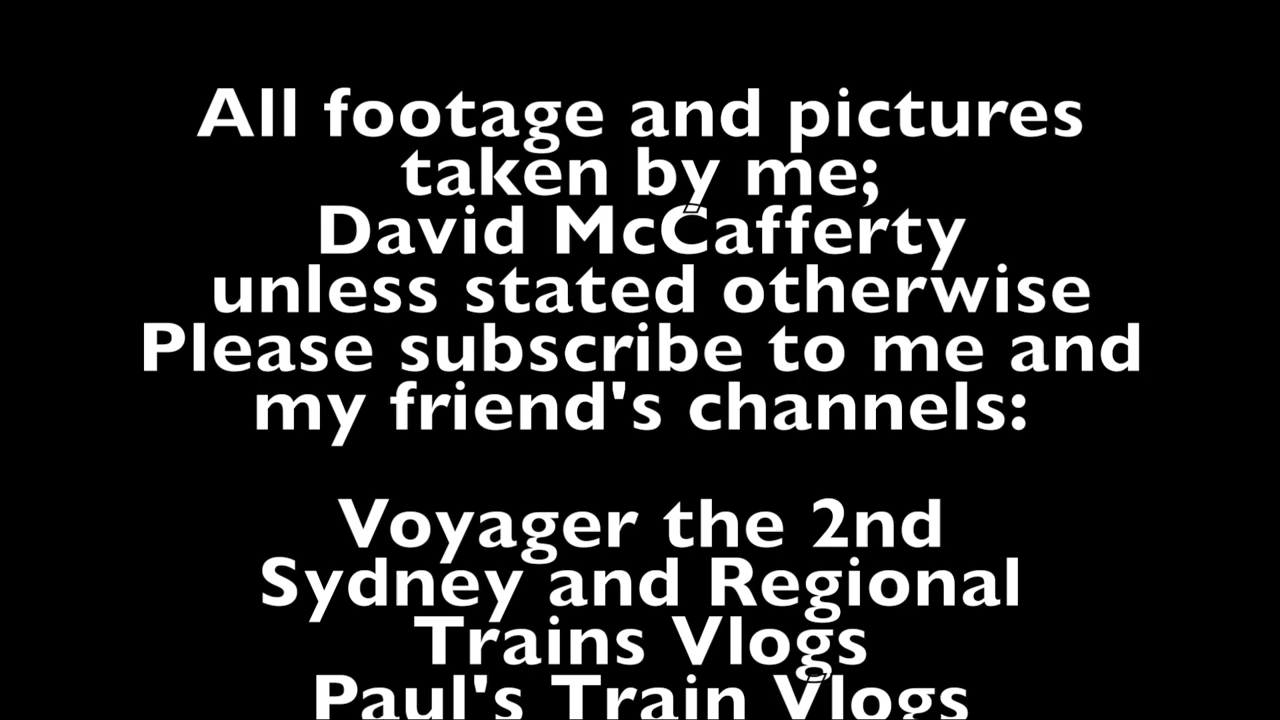 All footage and pictures
taken by me;
David McCafferty
unless stated otherwise
Please subscribe to me and
my friend's channels:
Voyager the 2nd
Sydney and Regional
Trains Vlogs
Paul's Train Vlogs